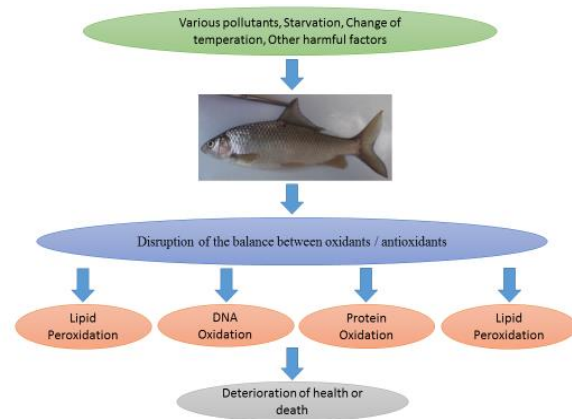 Various pollutants, Starvation, Change of
temperation, Other harmful factors
Disruption of the balance between oxidants / antioxidants
Lipid
Peroxidation
DNA
Oxidation
Protein
Oxidation
Lipid
Peroxidation
Deterioration of health or
death